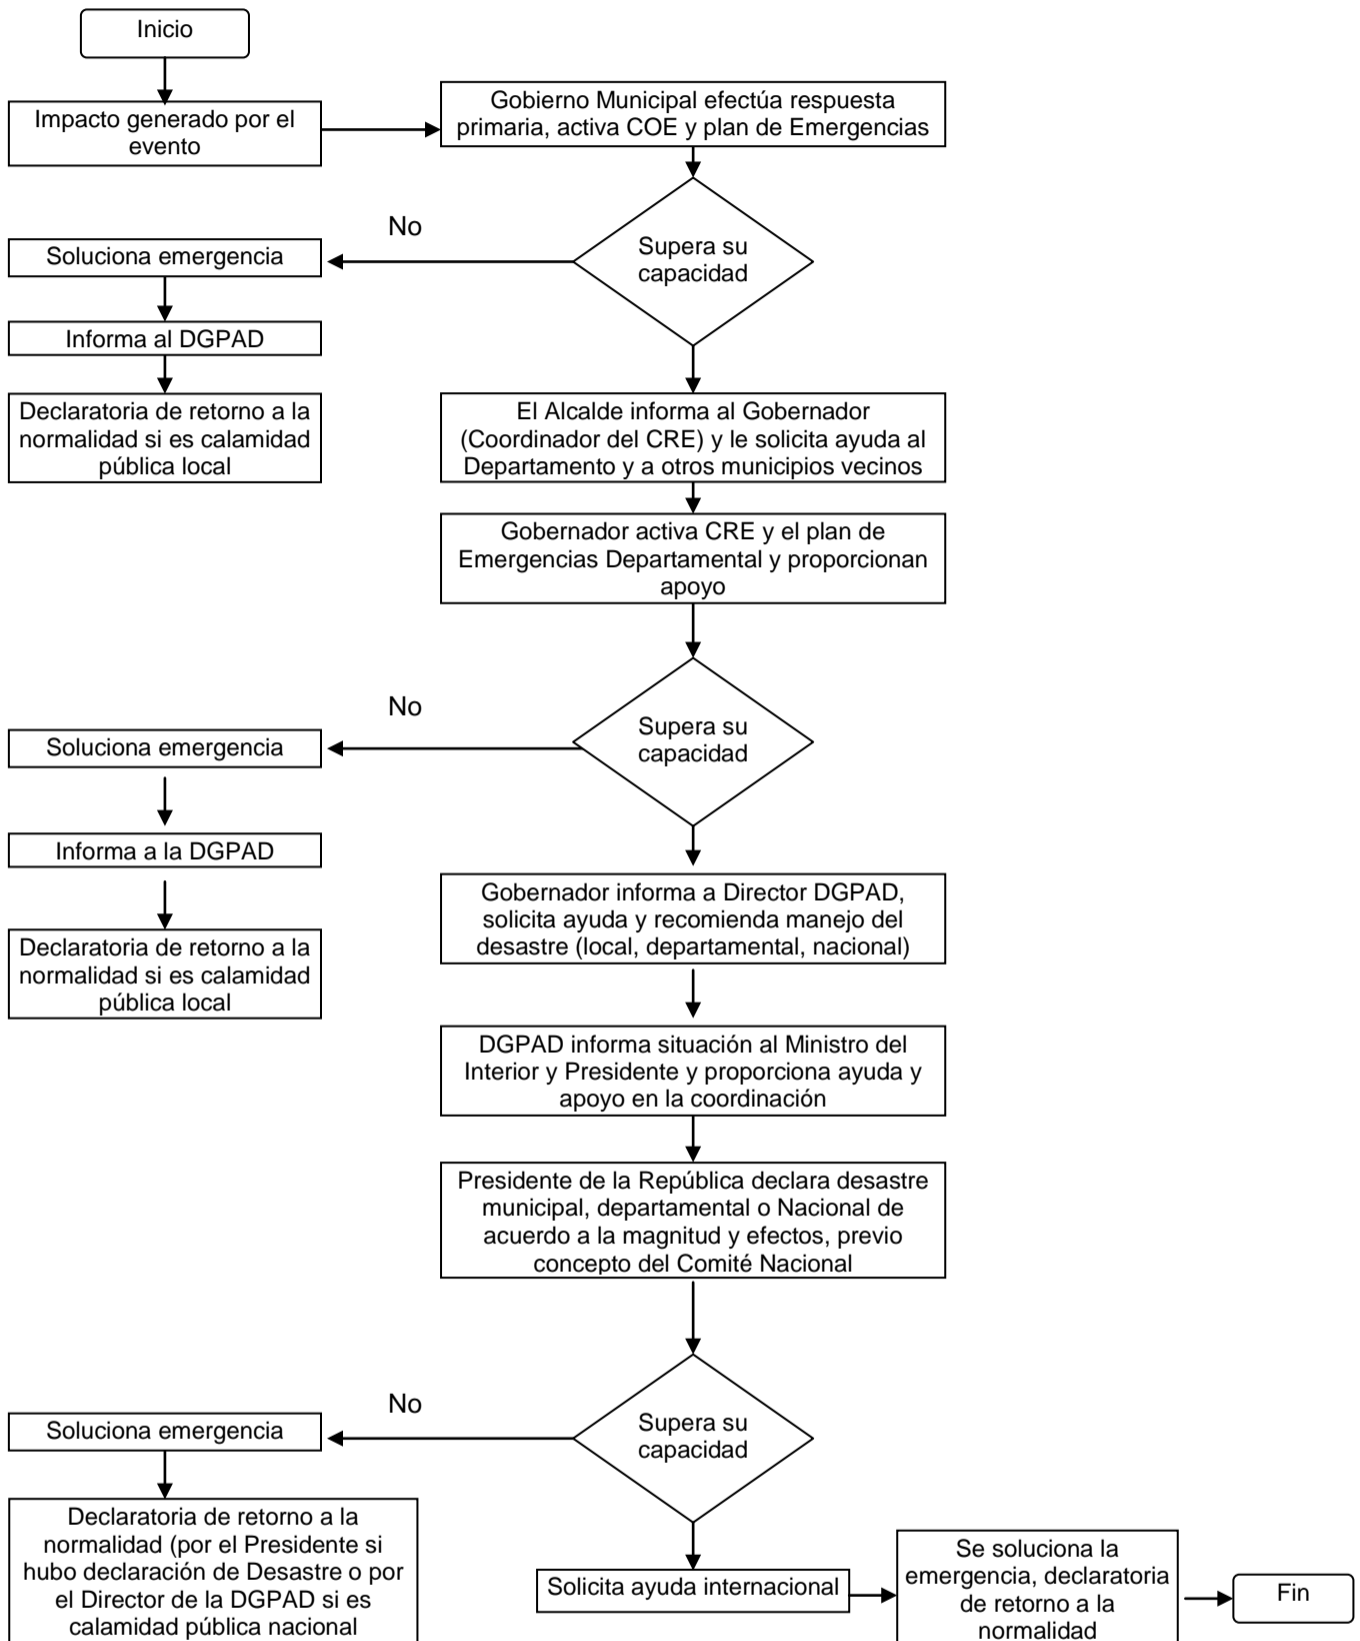 Inicio
Impacto generado por el
evento
Gobierno Municipal efectúa respuesta
primaria, activa COE y plan de Emergencias
No
Supera su
capacidad
Soluciona emergencia
Informa al DGPAD
Declaratoria de retorno a la
normalidad si es calamidad
pública local
El Alcalde informa al Gobernador
(Coordinador del CRE) y le solicita ayuda al
Departamento y a otros municipios vecinos
Gobernador activa CRE y el plan de
Emergencias Departamental y proporcionan
apoyo
No
Supera su
capacidad
Soluciona emergencia
Informa a la DGPAD
Declaratoria de retorno a la
normalidad si es calamidad
pública local
Gobernador informa a Director DGPAD,
solicita ayuda y recomienda manejo del
desastre (local, departamental, nacional)
DGPAD informa situación al Ministro del
Interior y Presidente y proporciona ayuda y
apoyo en la coordinación
Presidente de la República declara desastre
municipal, departamental o Nacional de
acuerdo a la magnitud y efectos, previo
concepto del Comité Nacional
No
Supera su
capacidad
Soluciona emergencia
Declaratoria de retorno a la
normalidad (por el Presidente si
hubo declaración de Desastre o por
el Director de la DGPAD si es
calamidad pública nacional
Solicita ayuda internacional
Se soluciona la
emergencia, declaratoria
de retorno a la
normalidad
Fin